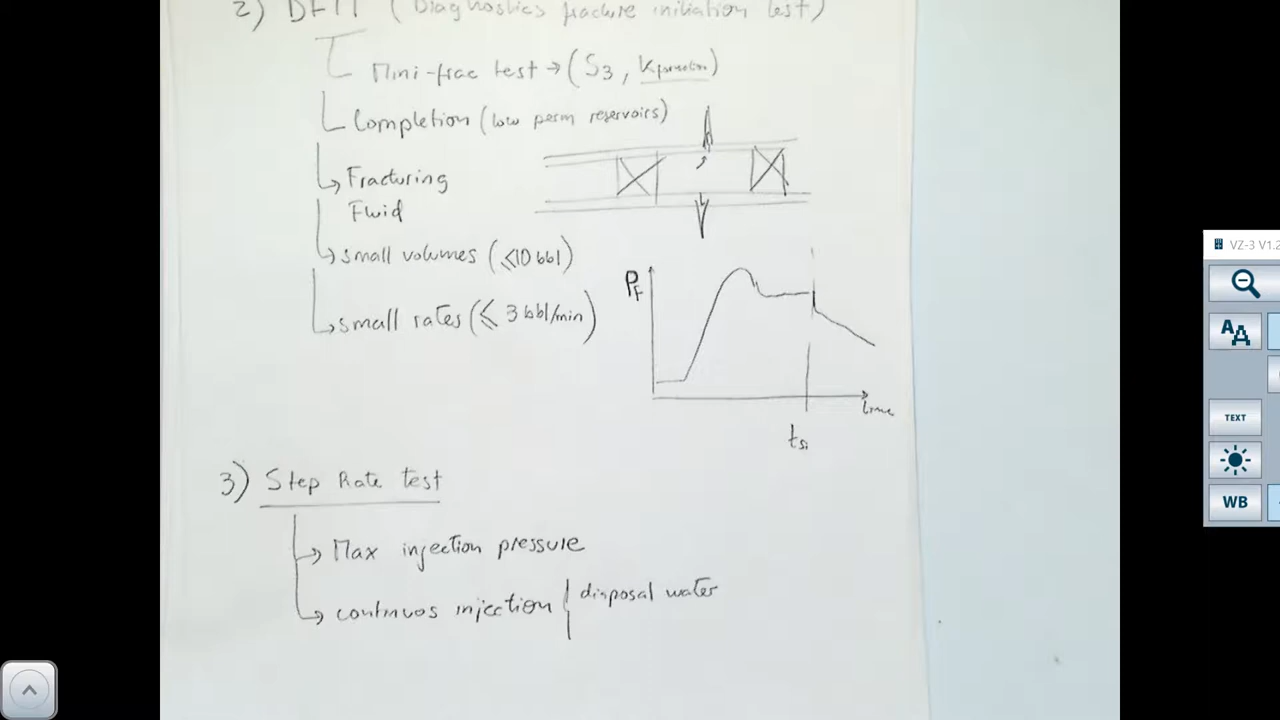 2) DFIT (Diagnostics fracture initiation test)
Mini-frac test → (S3, Kformation)
Completion (low perm reservoirs)
Fracturing
Fluid
small volumes (≤10 bbl)
small rates (≤ 3 bbl/min)
PF
time
tsi
3) Step Rate test
Max injection pressure
continuos injection { disposal water
VZ-3 V1.2
AA
TEXT
WB